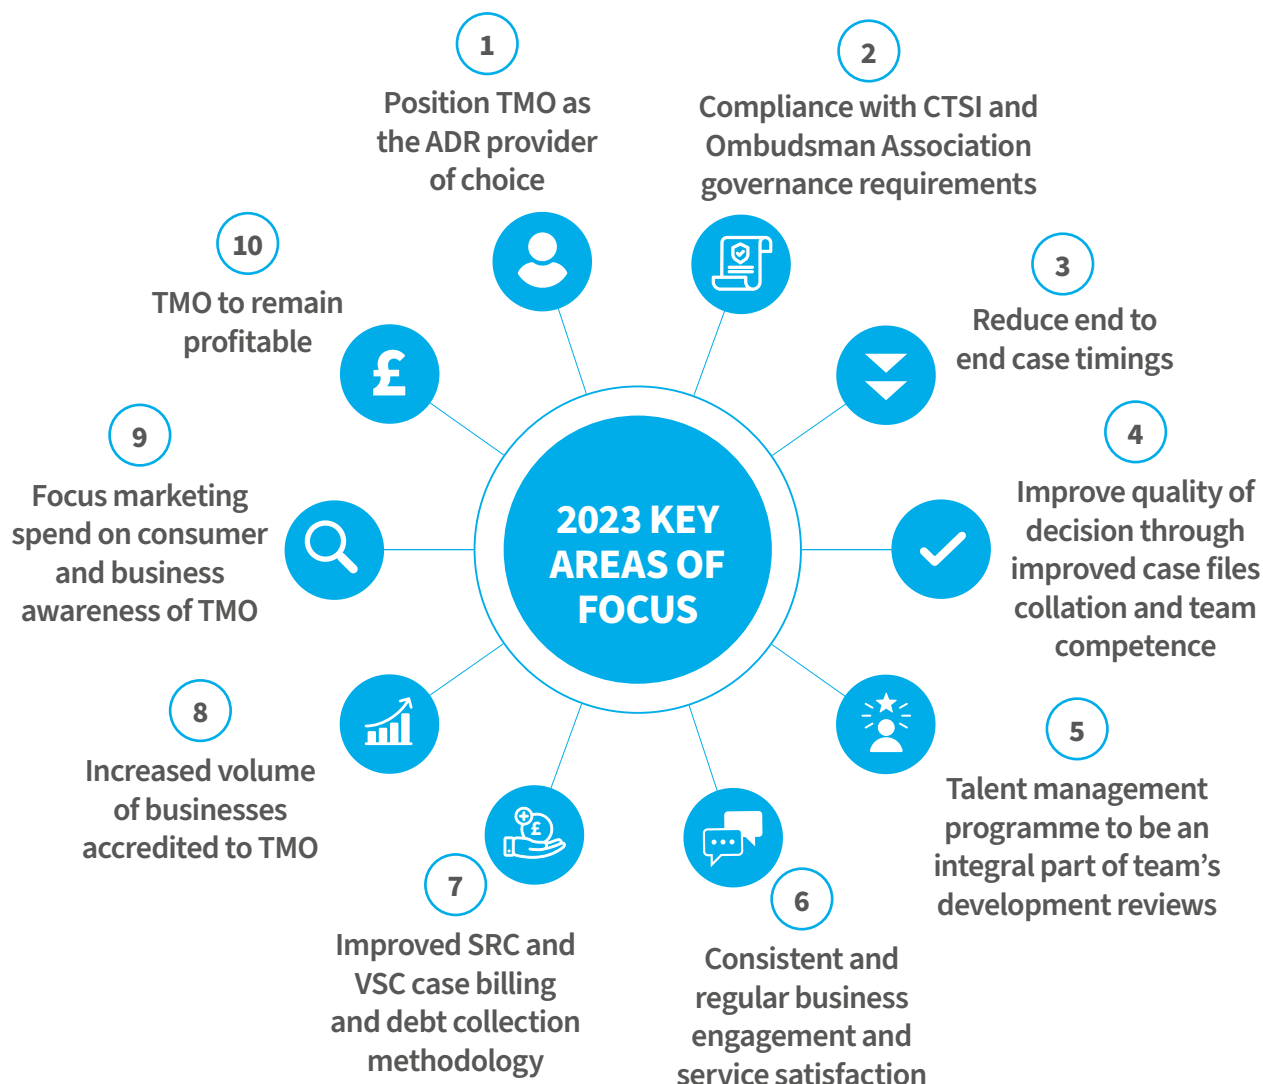 1
Position TMO as
the ADR provider
of choice
2
Compliance with CTSI and
Ombudsman Association
governance requirements
3
Reduce end to
end case timings
4
Improve quality of
decision through
improved case files
collation and team
competence
5
Talent management
programme to be an
integral part of team’s
development reviews
6
Consistent and
regular business
engagement and
service satisfaction
7
Improved SRC and
VSC case billing
and debt collection
methodology
8
Increased volume
of businesses
accredited to TMO
9
Focus marketing
spend on consumer
and business
awareness of TMO
10
TMO to remain
profitable
£
£
2023 KEY
AREAS OF
FOCUS